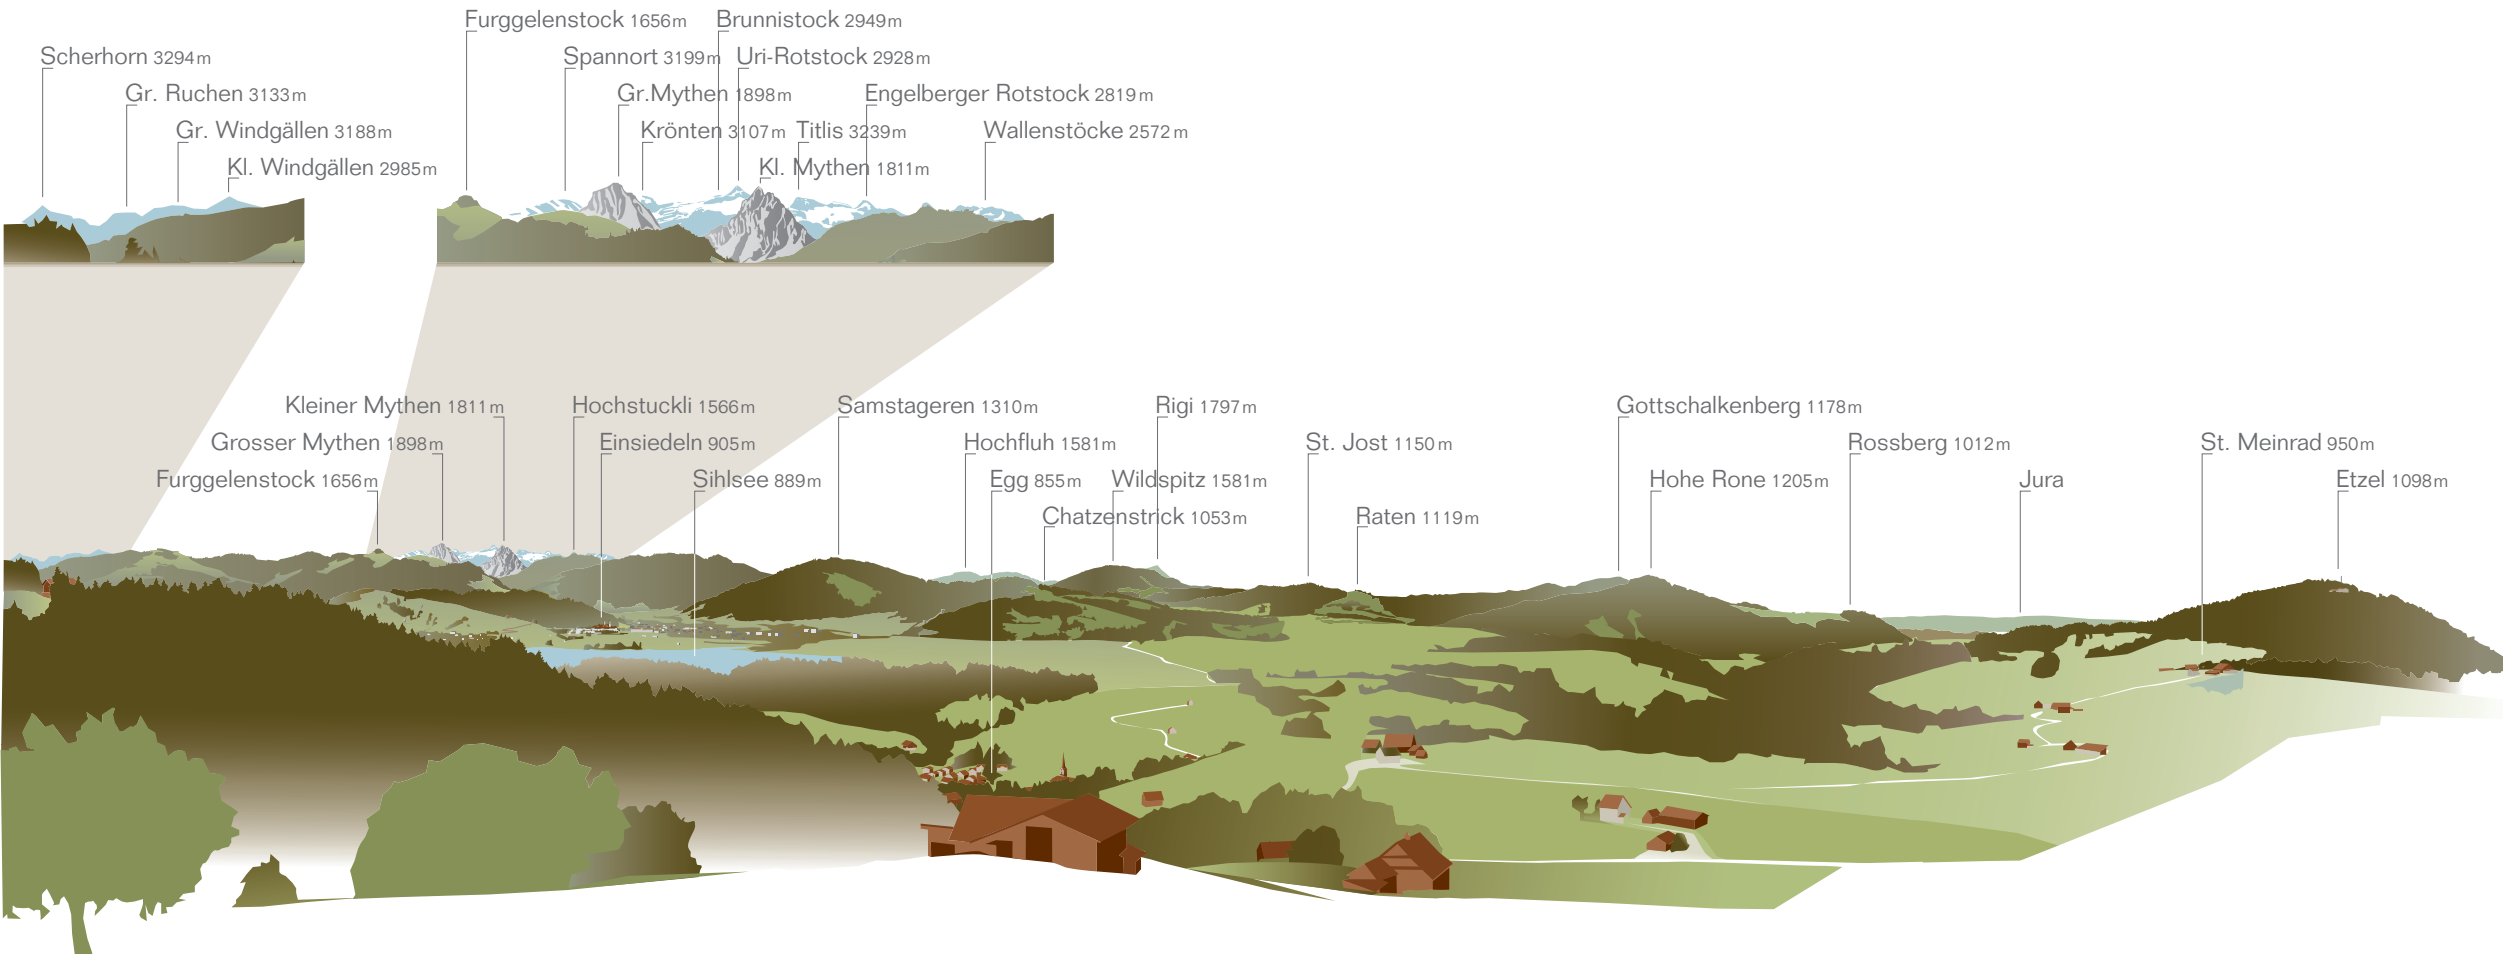 Furggelenstock 1656m
Brunnistock 2949m
Scherhorn 3294m
Spannort 3199m
Uri-Rotstock 2928m
Gr. Ruchen 3133m
Gr.Mythen 1898m
Engelberger Rotstock 2819m
Gr. Windgällen 3188m
Krönten 3107m
Titlis 3239m
Wallenstöcke 2572m
Kl. Windgällen 2985m
Kl. Mythen 1811m
Kleiner Mythen 1811m
Hochstuckli 1566m
Samstageren 1310m
Rigi 1797m
Gottschalkenberg 1178m
Grosser Mythen 1898m
Einsiedeln 905m
Hochfluh 1581m
St. Jost 1150m
Rossberg 1012m
St. Meinrad 950m
Furggelenstock 1656m
Sihlsee 889m
Egg 855m
Wildspitz 1581m
Hohe Rone 1205m
Jura
Etzel 1098m
Chatzenstrick 1053m
Raten 1119m